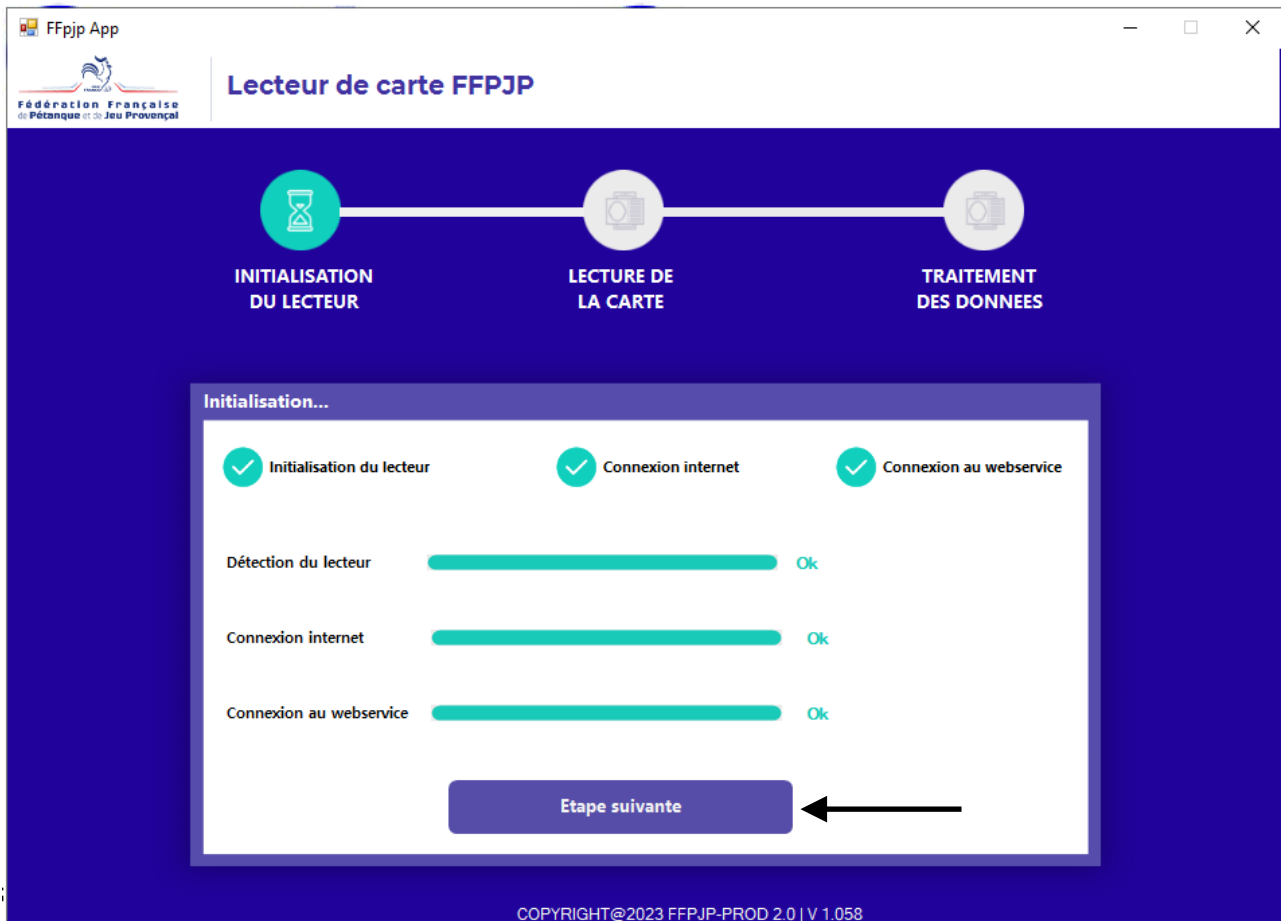 FFpjp App
Fédération Française
de Pétanque et de Jeu Provençal
Lecteur de carte FFPJP
INITIALISATION
DU LECTEUR
LECTURE DE
LA CARTE
TRAITEMENT
DES DONNEES
Initialisation...
Initialisation du lecteur
Connexion internet
Connexion au webservice
Détection du lecteur Ok
Connexion internet Ok
Connexion au webservice Ok
Etape suivante
COPYRIGHT@2023 FFPJP-PROD 2.0 | V 1.058